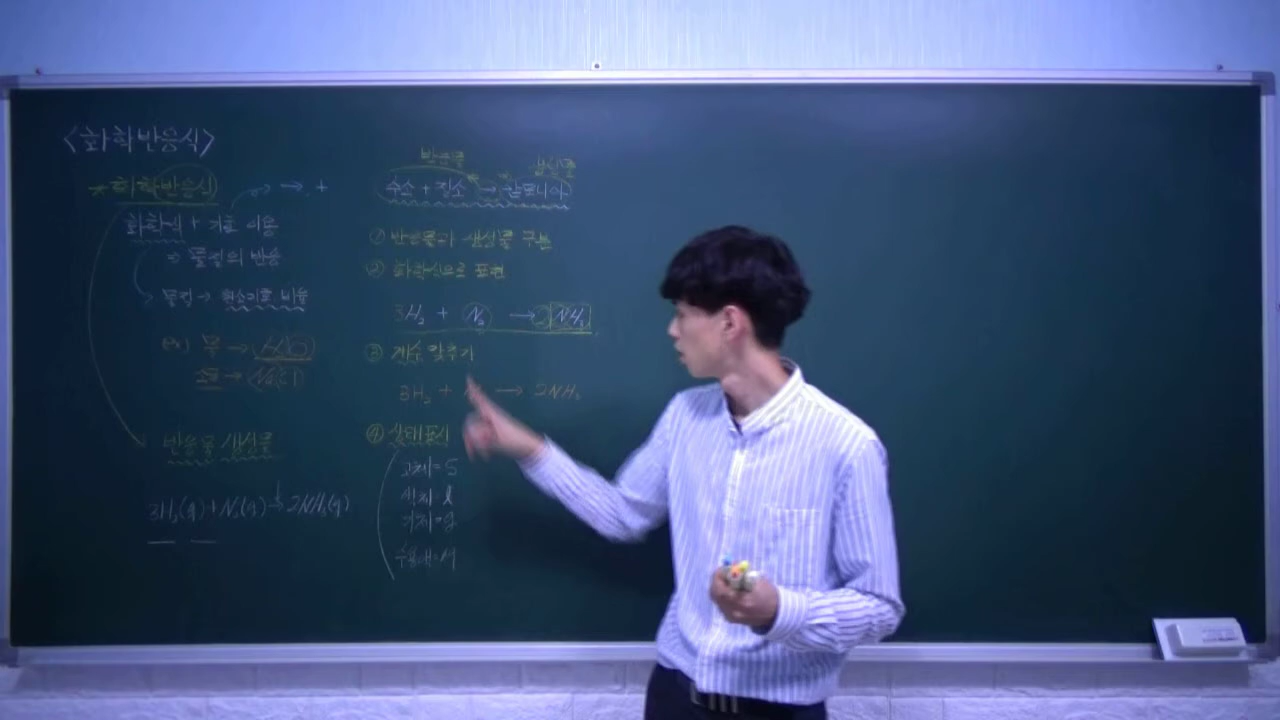 <화학반응식>
* 화학반응식
→ +
화학식 + 기호 이용
⇒ 물질의 반응
물질 → 원소기호, 비율
ex) 물 → H₂O
소금 → NaCl
반응물, 생성물
3H₂(g) + N₂(g) → 2NH₃(g)
반응물 생성물
수소 + 질소 → 암모니아
① 반응물과 생성물 구분
② 화학식으로 표현
3H₂ + N₂ → 2NH₃
③ 계수 맞추기
3H₂ + → 2NH₃
④ 상태표시
고체 = S
액체 = l
기체 = g
수용액 =